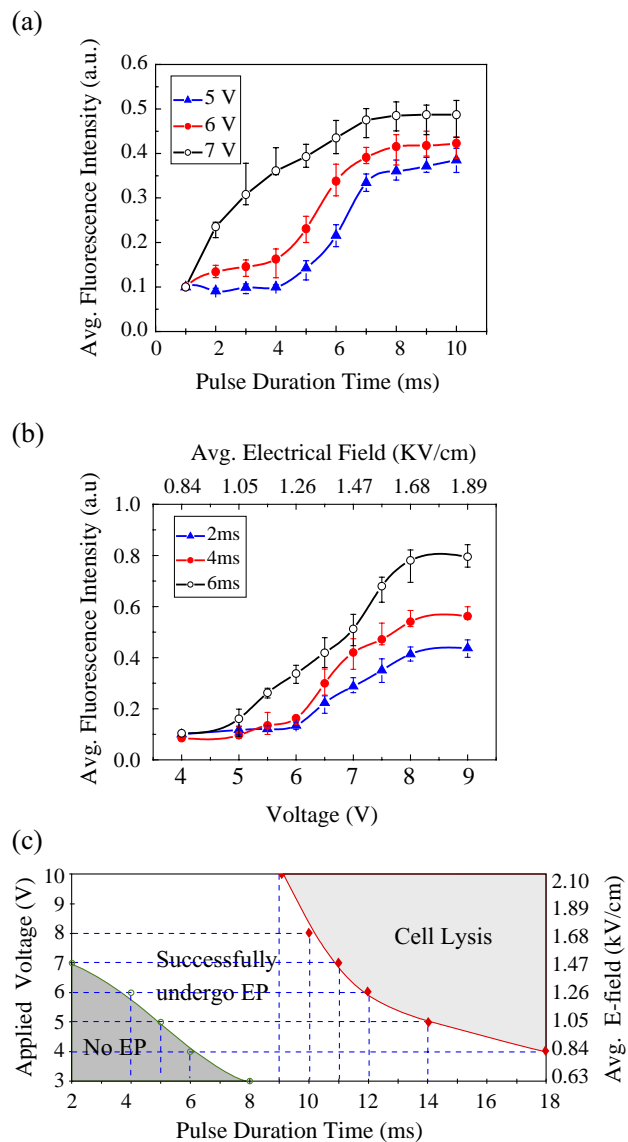 (a)
Avg. Fluorescence Intensity (a.u.)
0.6
0.5
0.4
0.3
0.2
0.1
0.0
5 V
6 V
7 V
0 2 4 6 8 10
Pulse Duration Time (ms)
(b)
Avg. Electrical Field (KV/cm)
0.84 1.05 1.26 1.47 1.68 1.89
Avg. Fluorescence Intensity (a.u)
1.0
0.8
0.6
0.4
0.2
0.0
2ms
4ms
6ms
4 5 6 7 8 9
Voltage (V)
(c)
Applied Voltage (V)
10
8
7
6
5
4
3
Cell Lysis
Successfully
undergo EP
No EP
2.10
1.89
1.68
1.47
1.26
1.05
0.84
0.63
Avg. E-field (kV/cm)
2 4 6 8 10 12 14 16 18
Pulse Duration Time (ms)